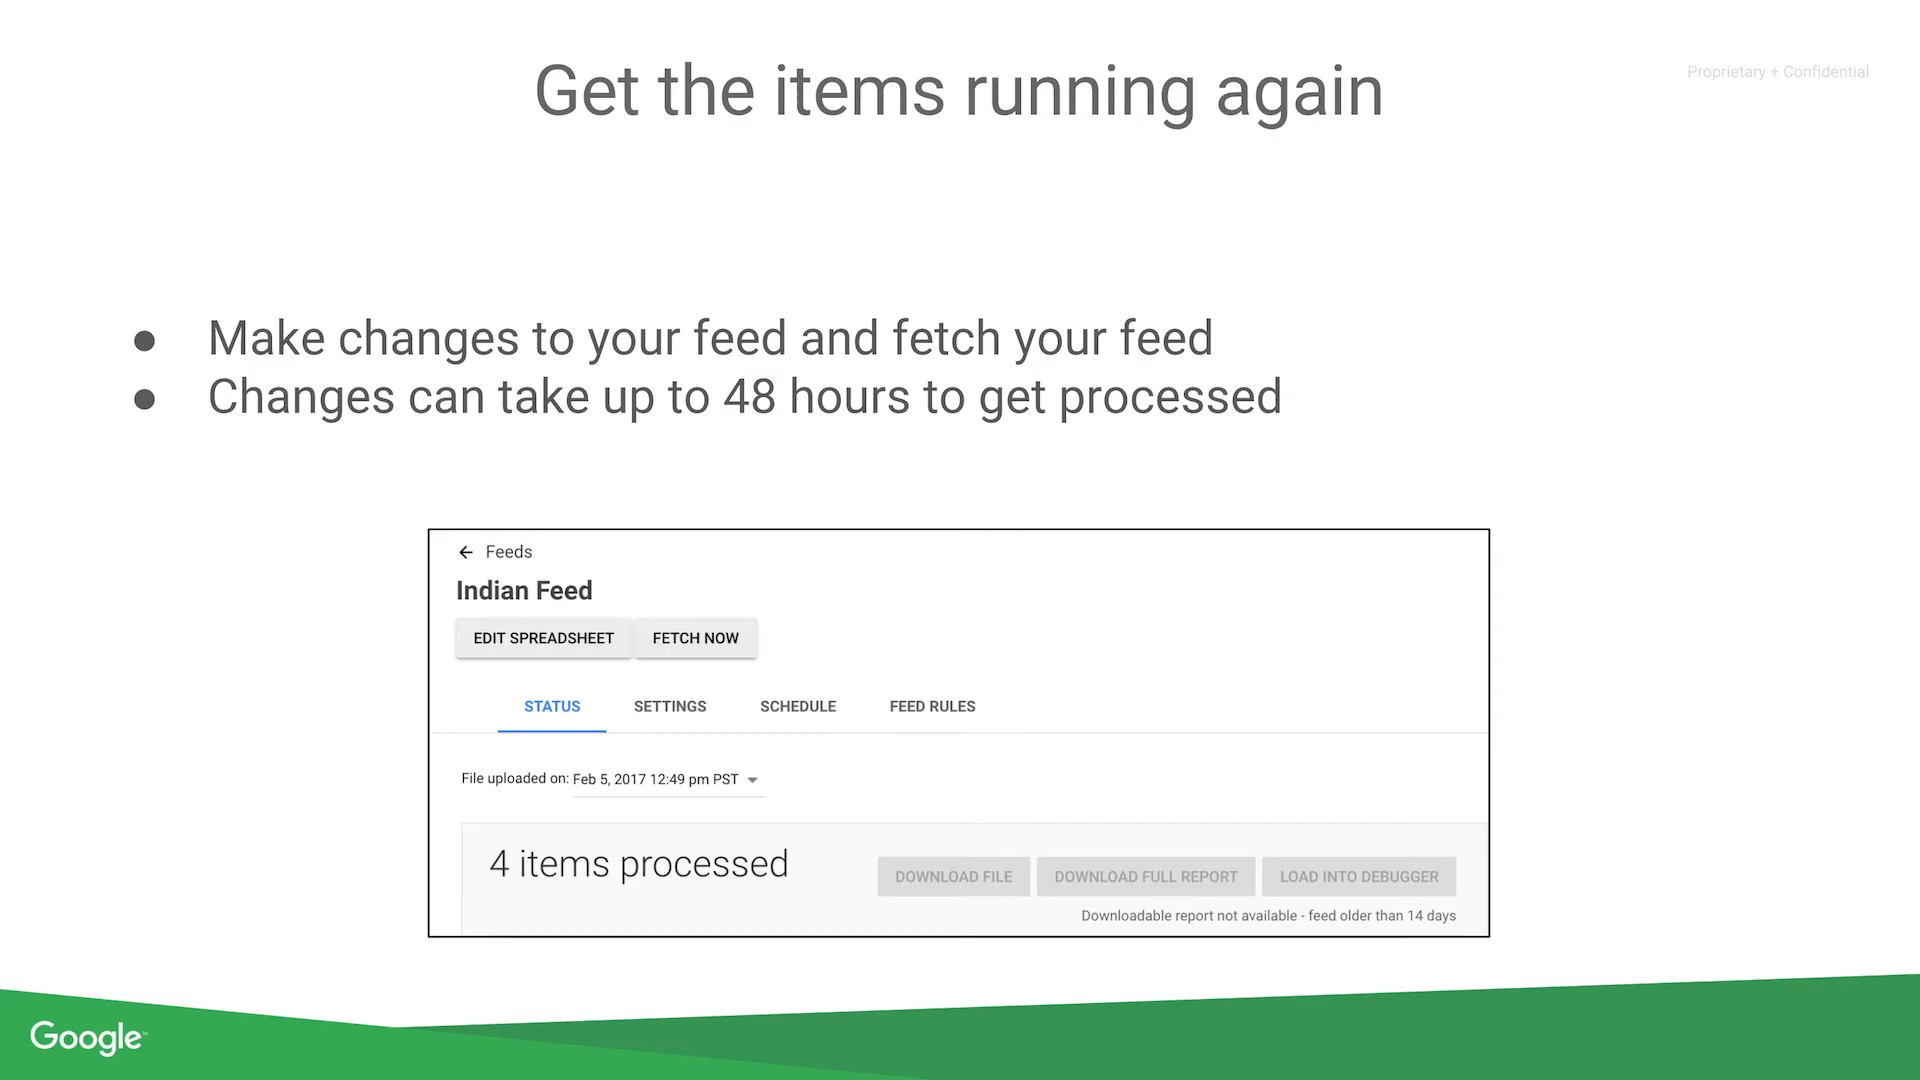 Get the items running again
Proprietary + Confidential
● Make changes to your feed and fetch your feed
● Changes can take up to 48 hours to get processed
← Feeds
Indian Feed
EDIT SPREADSHEET FETCH NOW
STATUS SETTINGS SCHEDULE FEED RULES
File uploaded on: Feb 5, 2017 12:49 pm PST
4 items processed
DOWNLOAD FILE DOWNLOAD FULL REPORT LOAD INTO DEBUGGER
Downloadable report not available - feed older than 14 days
Google